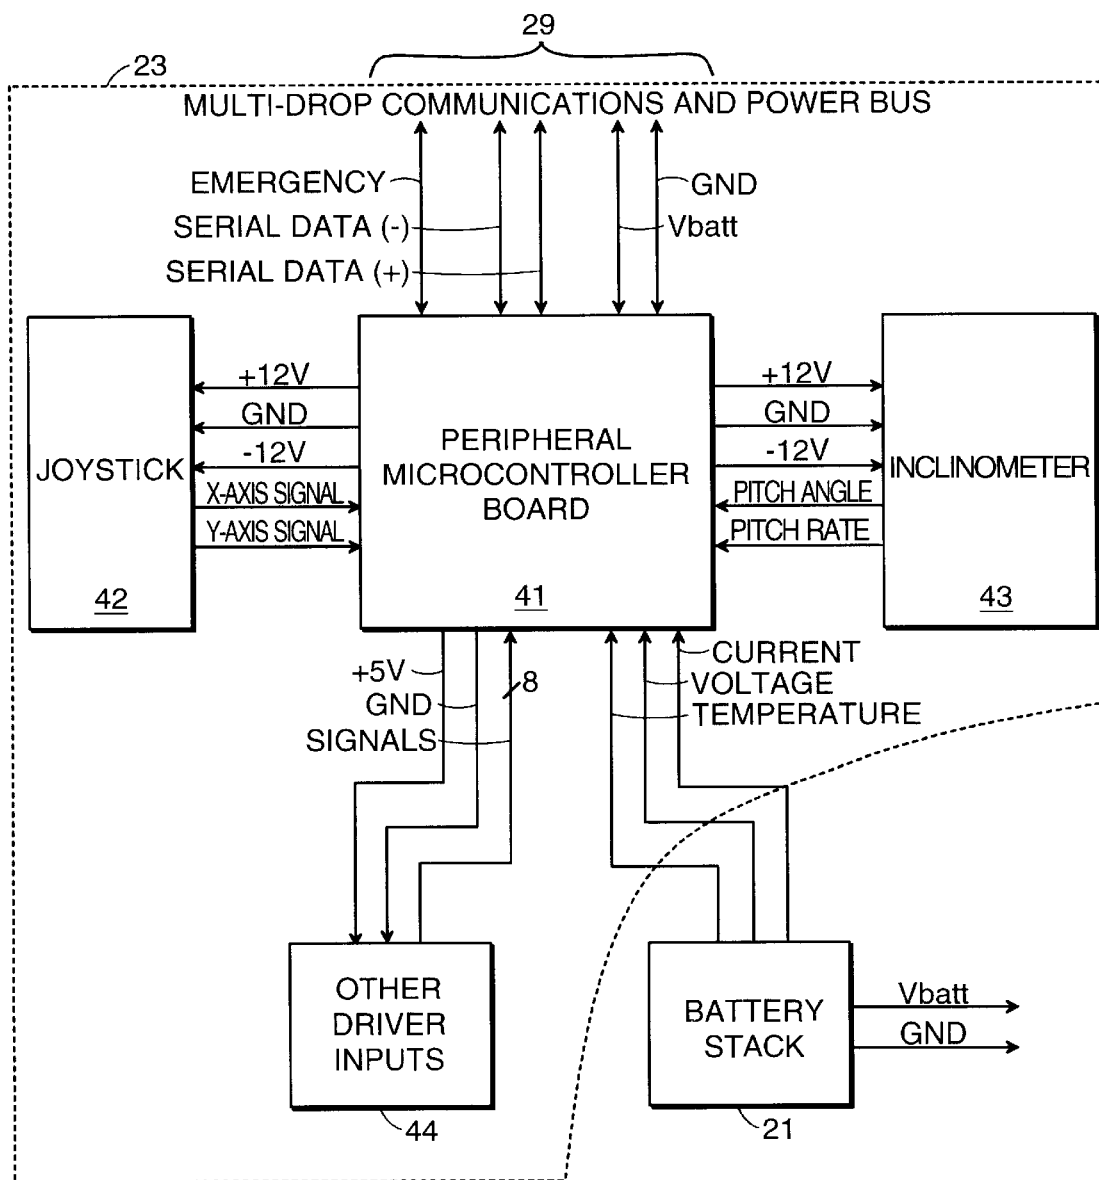 29
23
MULTI-DROP COMMUNICATIONS AND POWER BUS
EMERGENCY
GND
SERIAL DATA (-)
Vbatt
SERIAL DATA (+)
+12V
GND
-12V
X-AXIS SIGNAL
Y-AXIS SIGNAL
JOYSTICK
42
PERIPHERAL
MICROCONTROLLER
BOARD
41
+12V
GND
-12V
PITCH ANGLE
PITCH RATE
INCLINOMETER
43
+5V
GND
SIGNALS
8
CURRENT
VOLTAGE
TEMPERATURE
OTHER
DRIVER
INPUTS
44
BATTERY
STACK
21
Vbatt
GND